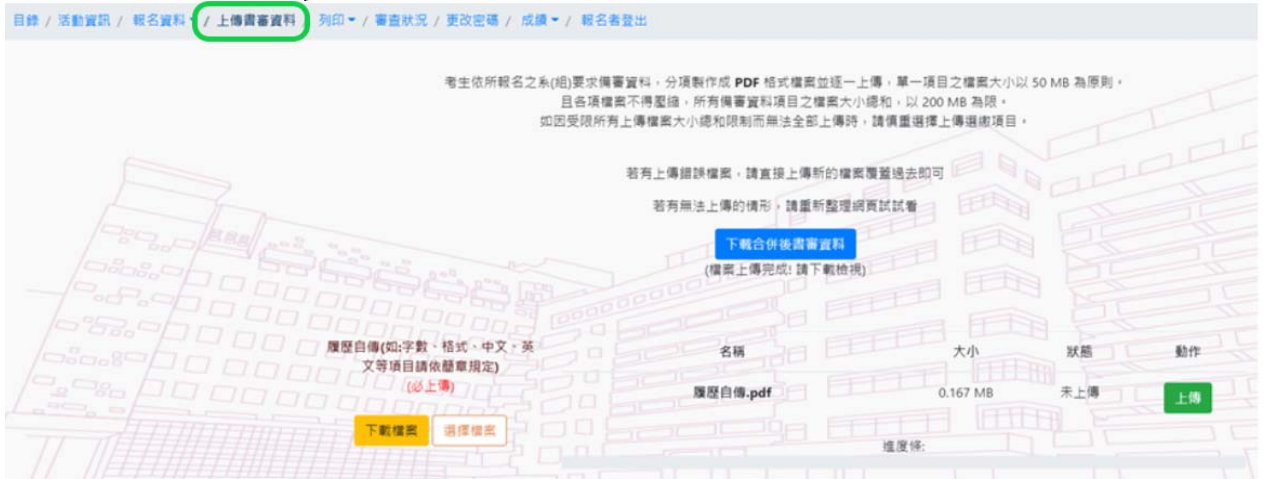 目錄 / 活動資訊 / 報名資料 / 上傳書審資料 / 列印 / 審查狀況 / 更改密碼 / 成績 / 報名者登出
考生依所報名之系(組)要求備審資料，分項製作成 PDF 格式檔案並逐一上傳，單一項目之檔案大小以 50 MB 為原則。
且各項檔案不得壓縮，所有備審資料項目之檔案大小總和，以 200 MB 為限。
如因受限所有上傳檔案大小總和限制而無法全部上傳時，請慎重選擇上傳選繳項目。
若有上傳錯誤檔案，請直接上傳新的檔案覆蓋過去即可
若有無法上傳的情形，請重新整理網頁試試看
下載合併後書審資料
(檔案上傳完成! 請下載檢視)
履歷自傳(如:字數、格式、中文、英
文等項目請依簡章規定)
(必上傳)
下載檔案 選擇檔案
名稱 大小 狀態 動作
履歷自傳.pdf 0.167 MB 未上傳 上傳
進度條: